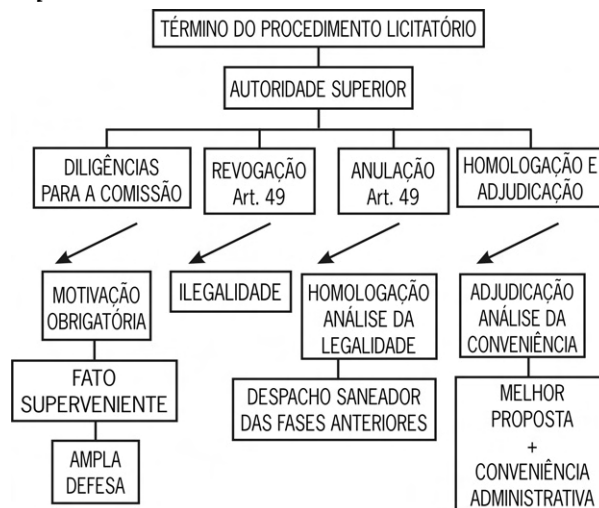 TÉRMINO DO PROCEDIMENTO LICITATÓRIO
AUTORIDADE SUPERIOR
DILIGÊNCIAS
PARA A COMISSÃO
REVOGAÇÃO
Art. 49
ANULAÇÃO
Art. 49
HOMOLOGAÇÃO E
ADJUDICAÇÃO
MOTIVAÇÃO
OBRIGATÓRIA
ILEGALIDADE
HOMOLOGAÇÃO
ANÁLISE DA
LEGALIDADE
ADJUDICAÇÃO
ANÁLISE DA
CONVENIÊNCIA
FATO
SUPERVENIENTE
DESPACHO SANEADOR
DAS FASES ANTERIORES
MELHOR
PROPOSTA
+
CONVENIÊNCIA
ADMINISTRATIVA
AMPLA
DEFESA